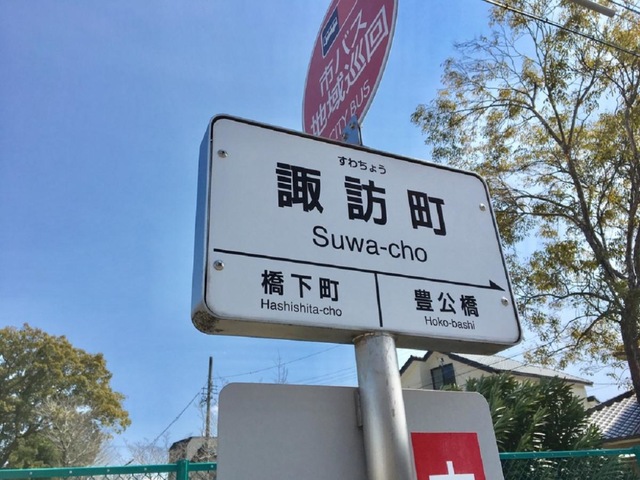 市バス
地域巡回
CITY BUS
すわちょう
諏訪町
Suwa-cho
橋下町
Hashishita-cho
豊公橋
Hoko-bashi